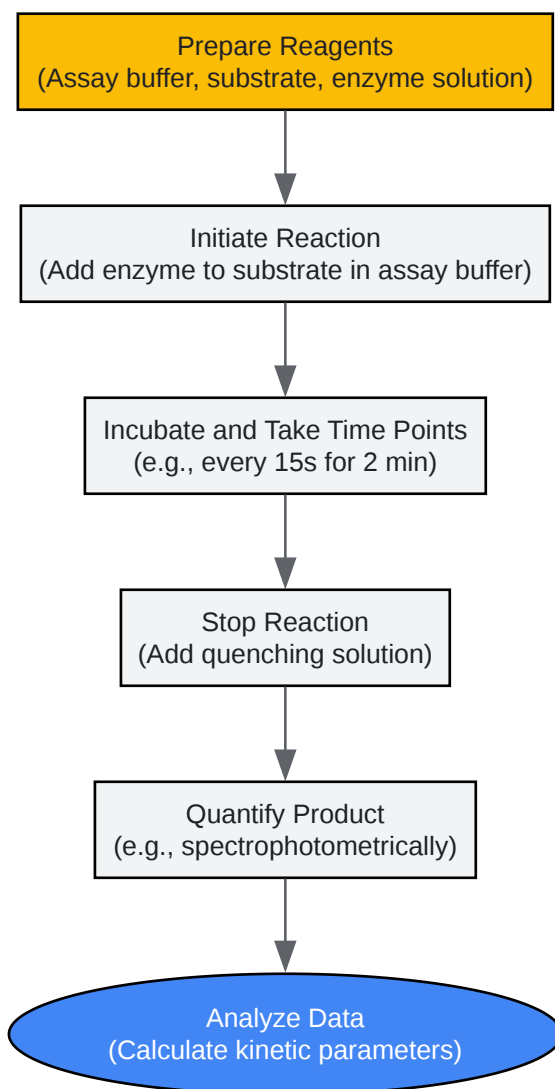 Prepare Reagents
(Assay buffer, substrate, enzyme solution)
Initiate Reaction
(Add enzyme to substrate in assay buffer)
Incubate and Take Time Points
(e.g., every 15s for 2 min)
Stop Reaction
(Add quenching solution)
Quantify Product
(e.g., spectrophotometrically)
Analyze Data
(Calculate kinetic parameters)